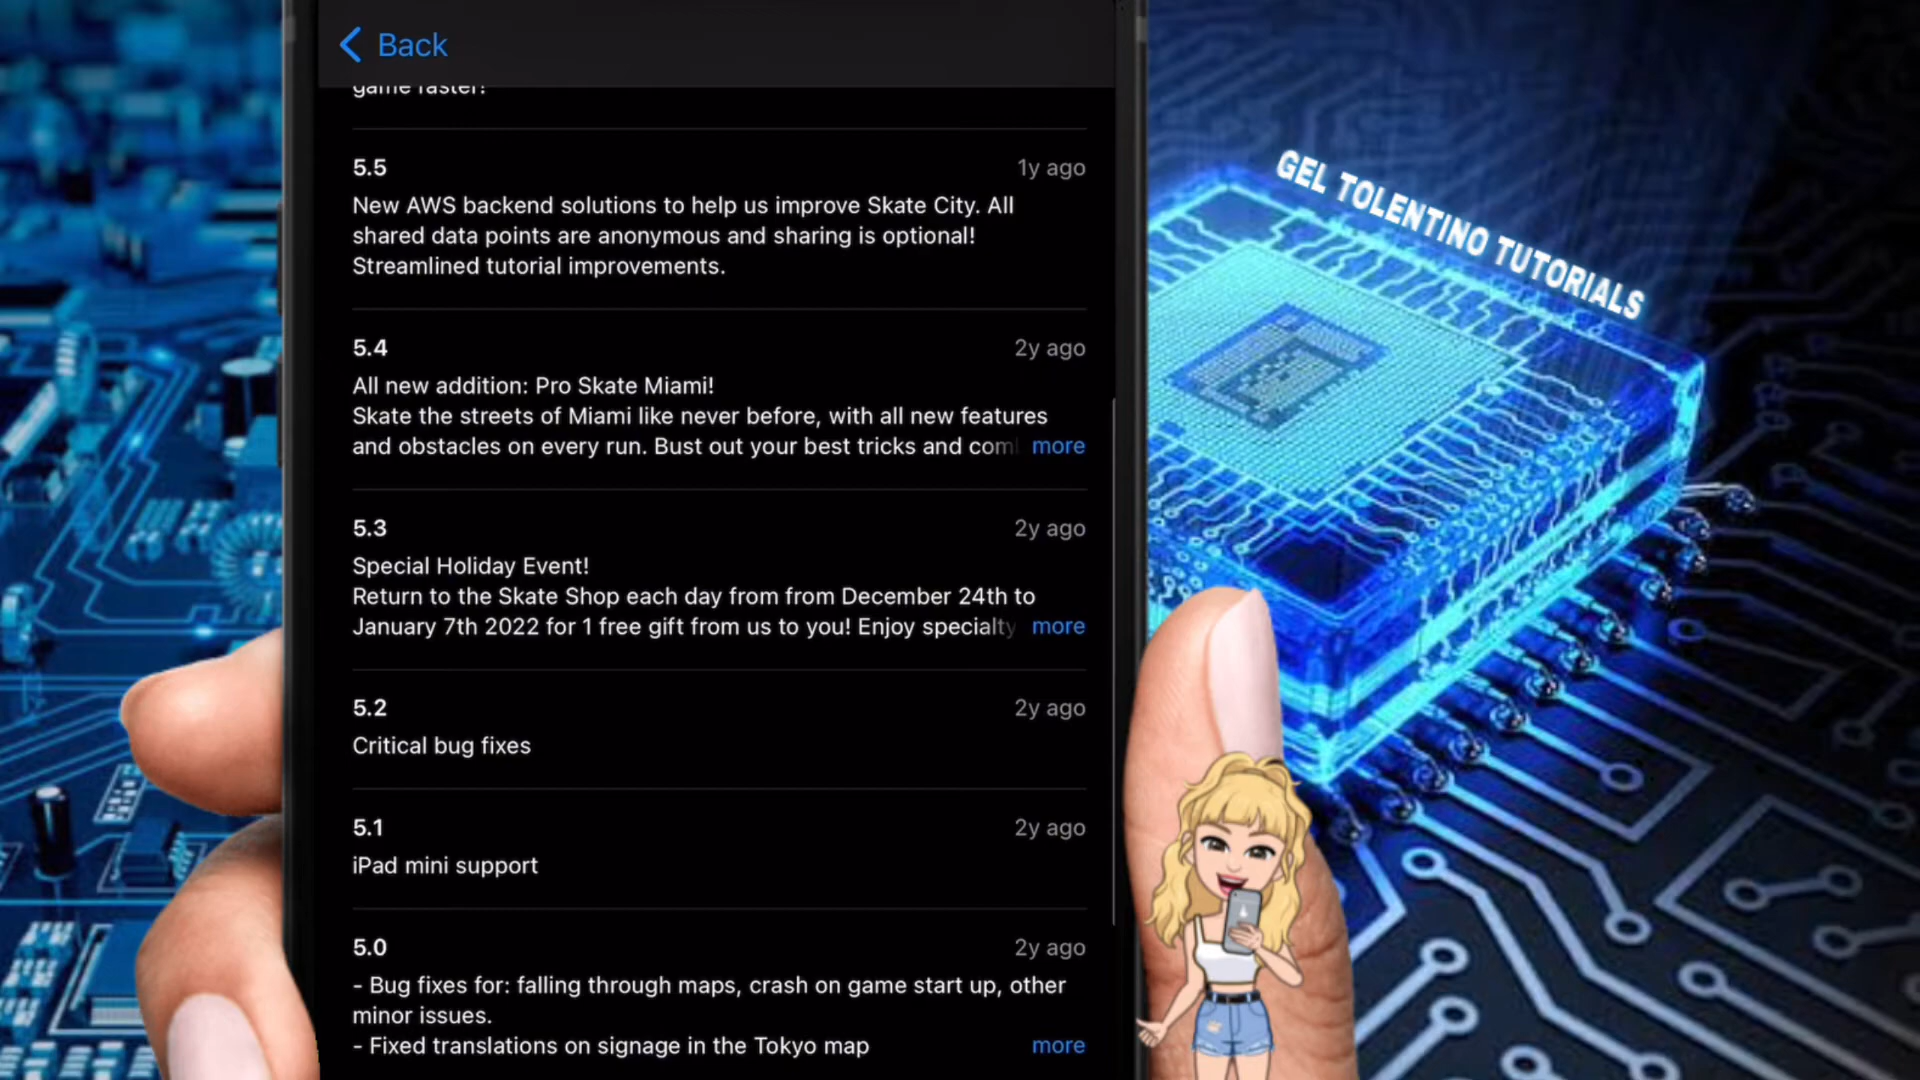 Back
game faster!
5.5
1y ago
New AWS backend solutions to help us improve Skate City. All
shared data points are anonymous and sharing is optional!
Streamlined tutorial improvements.
5.4
2y ago
All new addition: Pro Skate Miami!
Skate the streets of Miami like never before, with all new features
and obstacles on every run. Bust out your best tricks and com more
5.3
2y ago
Special Holiday Event!
Return to the Skate Shop each day from from December 24th to
January 7th 2022 for 1 free gift from us to you! Enjoy specialty more
5.2
2y ago
Critical bug fixes
5.1
2y ago
iPad mini support
5.0
2y ago
- Bug fixes for: falling through maps, crash on game start up, other
minor issues.
- Fixed translations on signage in the Tokyo map more
GEL TOLENTINO TUTORIALS